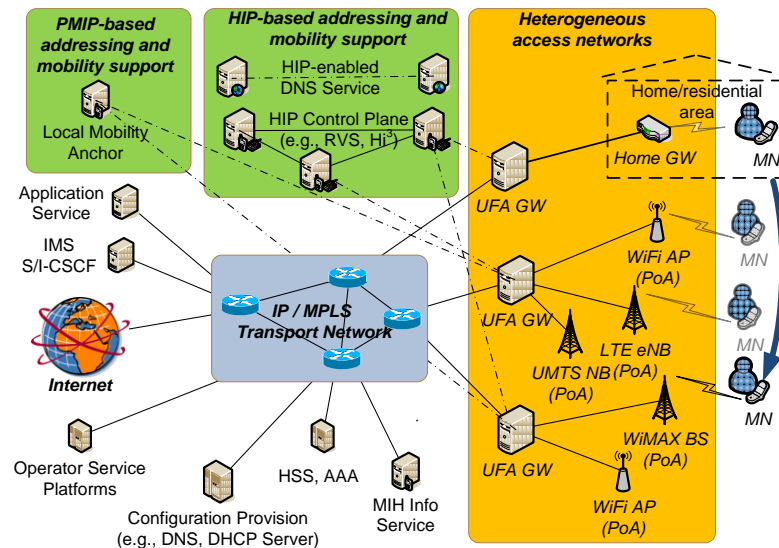 PMIP-based
addressing and
mobility support
Local Mobility
Anchor
HIP-based addressing and
mobility support
HIP-enabled
DNS Service
HIP Control Plane
(e.g., RVS, Hi³)
Heterogeneous
access networks
Home/residential
area
Home GW
MN
UFA GW
Application
Service
IMS
S/I-CSCF
Internet
IP / MPLS
Transport Network
UFA GW
WiFi AP
(PoA)
MN
LTE eNB
(PoA)
UMTS NB
(PoA)
MN
MN
UFA GW
WiMAX BS
(PoA)
WiFi AP
(PoA)
Operator Service
Platforms
Configuration Provision
(e.g., DNS, DHCP Server)
HSS, AAA
MIH Info
Service